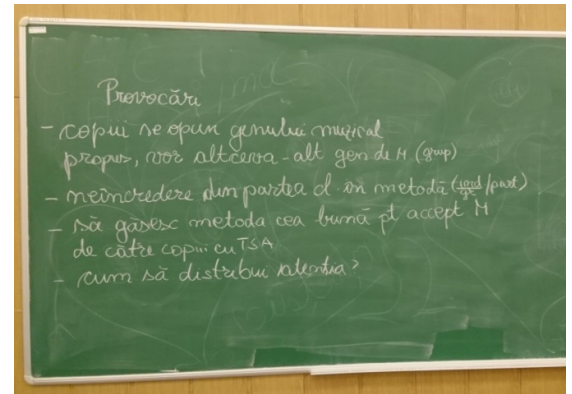 Provocări
- copiii se opun genului muzical
propus, vor altceva - alt gen de M (grup)
- neîncredere din partea cl. în metodă (/part)
- să găsesc metoda cea bună pt accept M
de către copiii cu TSA
- cum să distribui atenția?